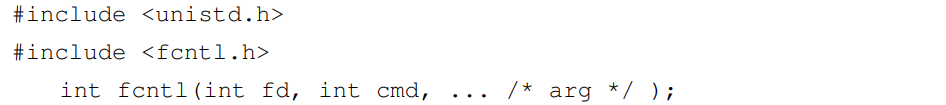 #include <unistd.h>
#include <fcntl.h>
int fcntl(int fd, int cmd, ... /* arg */ );